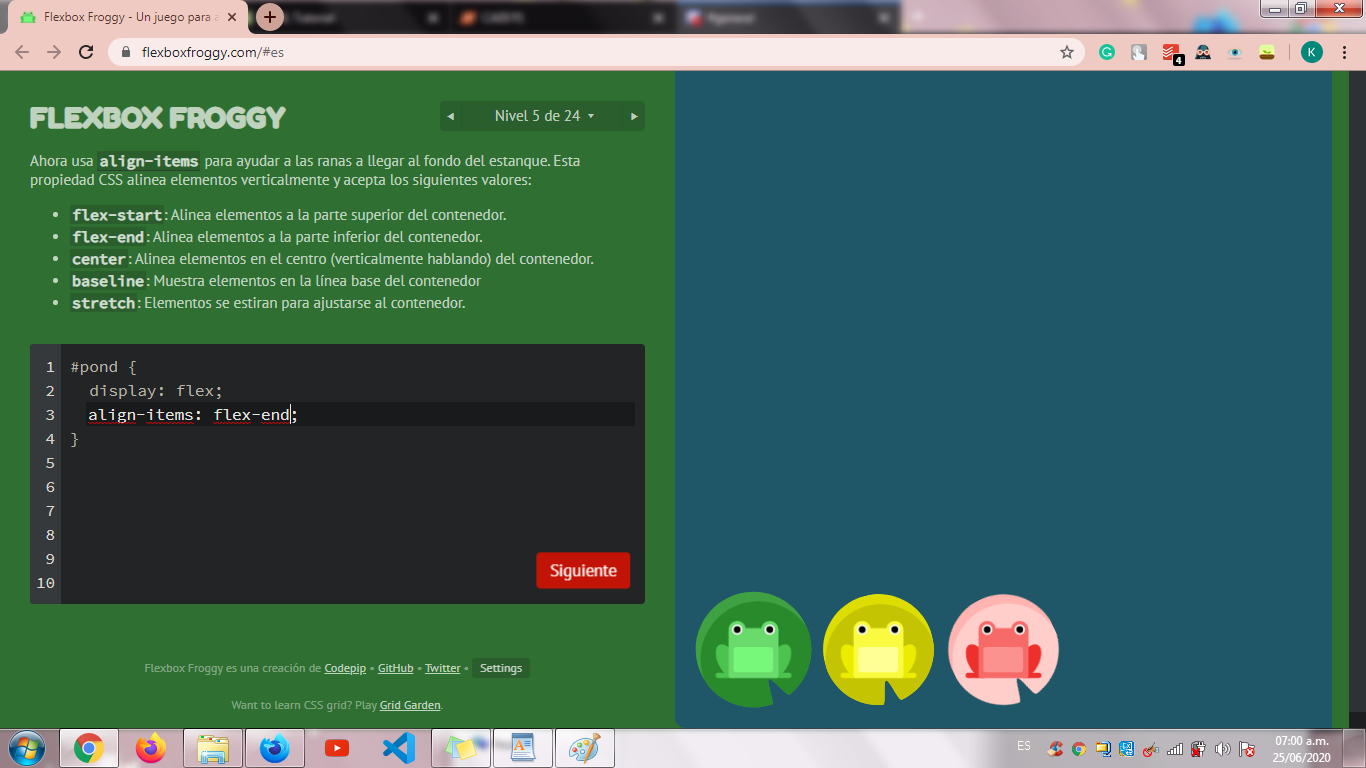 Flexbox Froggy - Un juego para a
flexboxfroggy.com/#es
4
K
FLEXBOX FROGGY
◂ Nivel 5 de 24 ▾ ▸
Ahora usa align-items para ayudar a las ranas a llegar al fondo del estanque. Esta
propiedad CSS alinea elementos verticalmente y acepta los siguientes valores:
• flex-start: Alinea elementos a la parte superior del contenedor.
• flex-end: Alinea elementos a la parte inferior del contenedor.
• center: Alinea elementos en el centro (verticalmente hablando) del contenedor.
• baseline: Muestra elementos en la línea base del contenedor
• stretch: Elementos se estiran para ajustarse al contenedor.
1 #pond {
2 display: flex;
3 align-items: flex-end;
4 }
5
6
7
8
9
10
Siguiente
Flexbox Froggy es una creación de Codepip • GitHub • Twitter • Settings
Want to learn CSS grid? Play Grid Garden.
ES
07:00 a.m.
25/06/2020